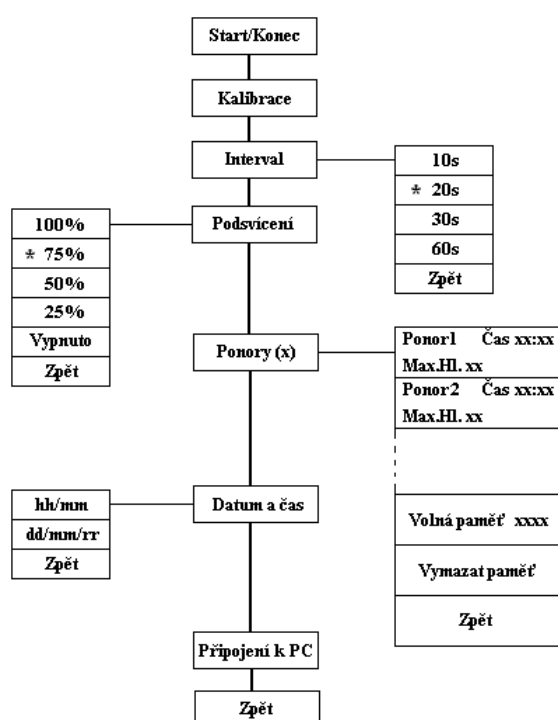 Start/Konec
Kalibrace
Interval
10s
* 20s
30s
60s
Zpět
Podsvícení
100%
* 75%
50%
25%
Vypnuto
Zpět
Ponory (x)
Ponor1 Čas xx:xx
Max.Hl. xx
Ponor2 Čas xx:xx
Max.Hl. xx
Volná paměť xxxx
Vymazat paměť
Zpět
Datum a čas
hh/mm
dd/mm/rr
Zpět
Připojení k PC
Zpět